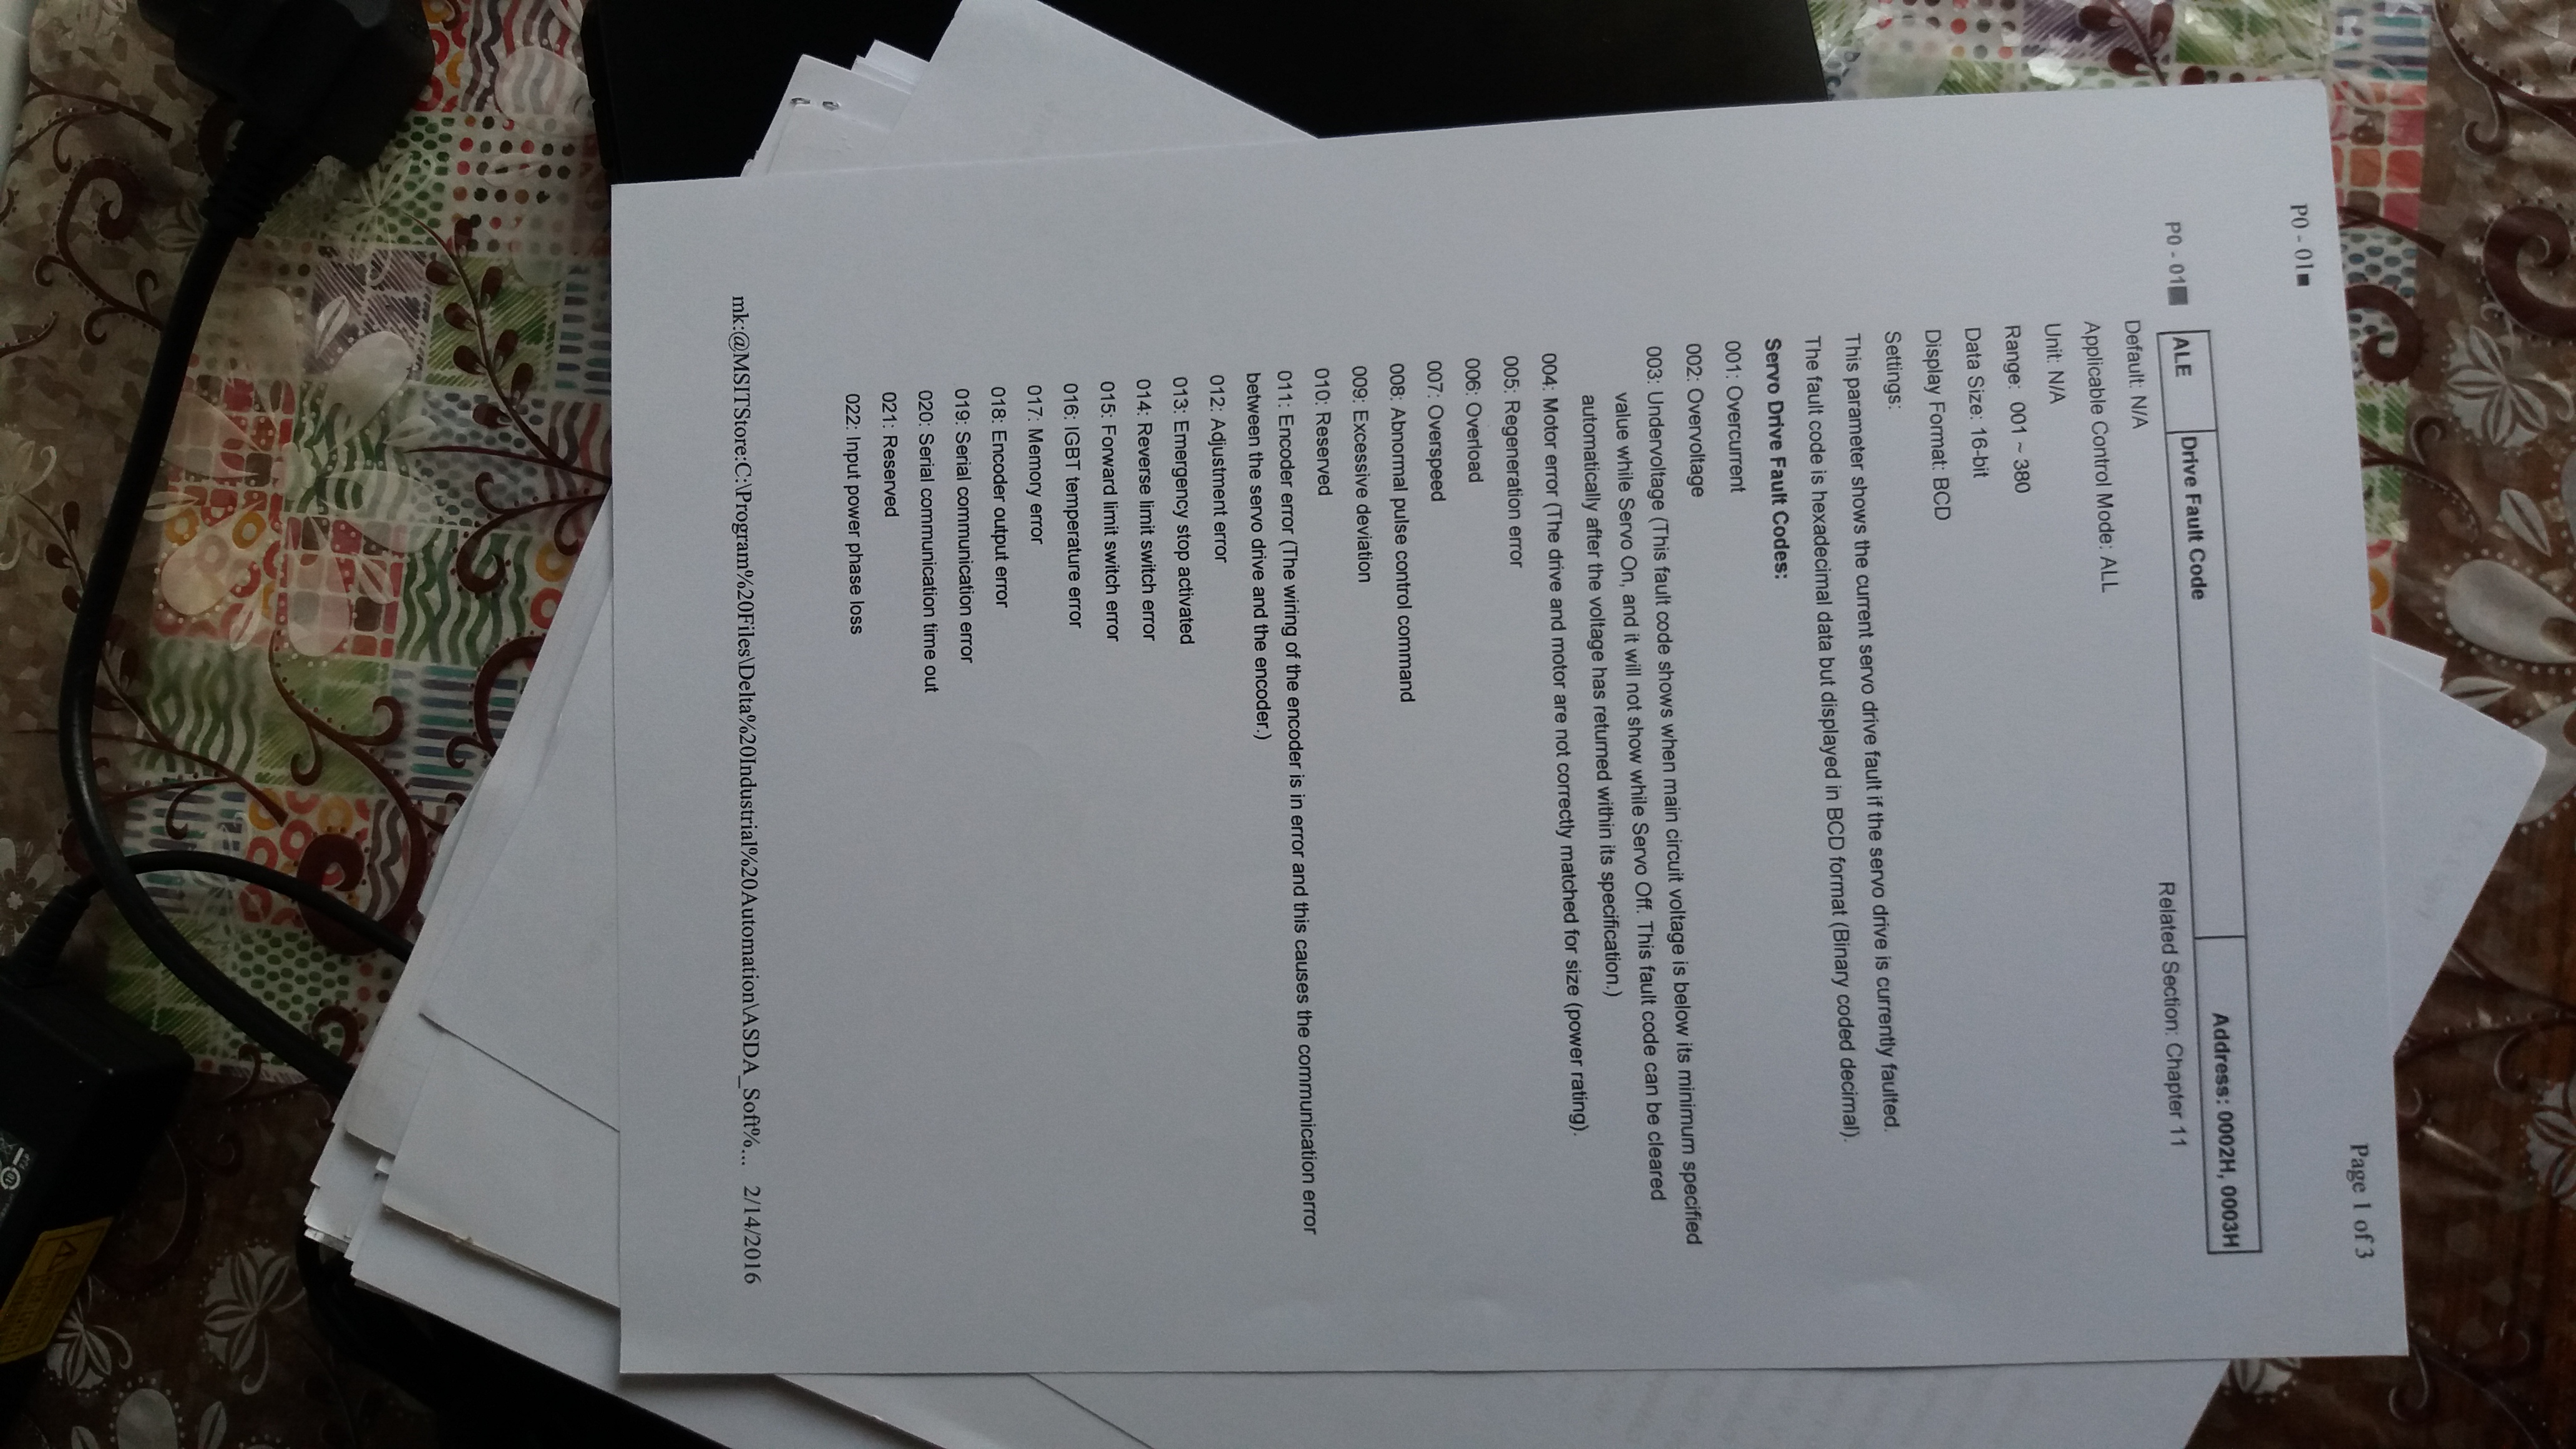 P0 - 01■
Page 1 of 3
P0 - 01■
ALE
Drive Fault Code
Address: 0002H, 0003H
Default: N/A
Related Section: Chapter 11
Applicable Control Mode: ALL
Unit: N/A
Range: 001 ~ 380
Data Size: 16-bit
Display Format: BCD
Settings:
This parameter shows the current servo drive fault if the servo drive is currently faulted.
The fault code is hexadecimal data but displayed in BCD format (Binary coded decimal).
Servo Drive Fault Codes:
001: Overcurrent
002: Overvoltage
003: Undervoltage (This fault code shows when main circuit voltage is below its minimum specified
value while Servo On, and it will not show while Servo Off. This fault code can be cleared
automatically after the voltage has returned within its specification.)
004: Motor error (The drive and motor are not correctly matched for size (power rating).
005: Regeneration error
006: Overload
007: Overspeed
008: Abnormal pulse control command
009: Excessive deviation
010: Reserved
011: Encoder error (The wiring of the encoder is in error and this causes the communication error
between the servo drive and the encoder.)
012: Adjustment error
013: Emergency stop activated
014: Reverse limit switch error
015: Forward limit switch error
016: IGBT temperature error
017: Memory error
018: Encoder output error
019: Serial communication error
020: Serial communication time out
021: Reserved
022: Input power phase loss
mk:@MSITStore:C:\Program%20Files\Delta%20Industrial%20Automation\ASDA_Soft%... 2/14/2016